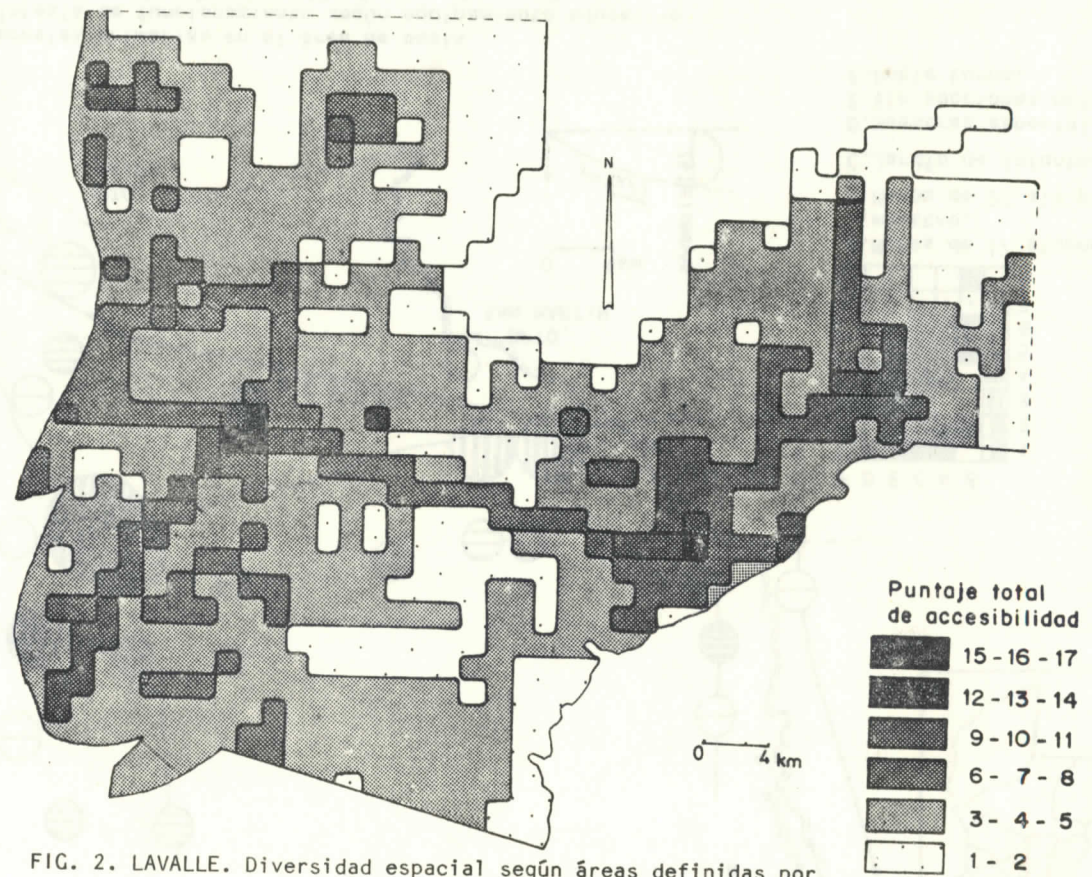 N
Puntaje total
de accesibilidad
15 - 16 - 17
12 - 13 - 14
9 - 10 - 11
6 - 7 - 8
3 - 4 - 5
1 - 2
0 4 km
FIG. 2. LAVALLE. Diversidad espacial según áreas definidas por